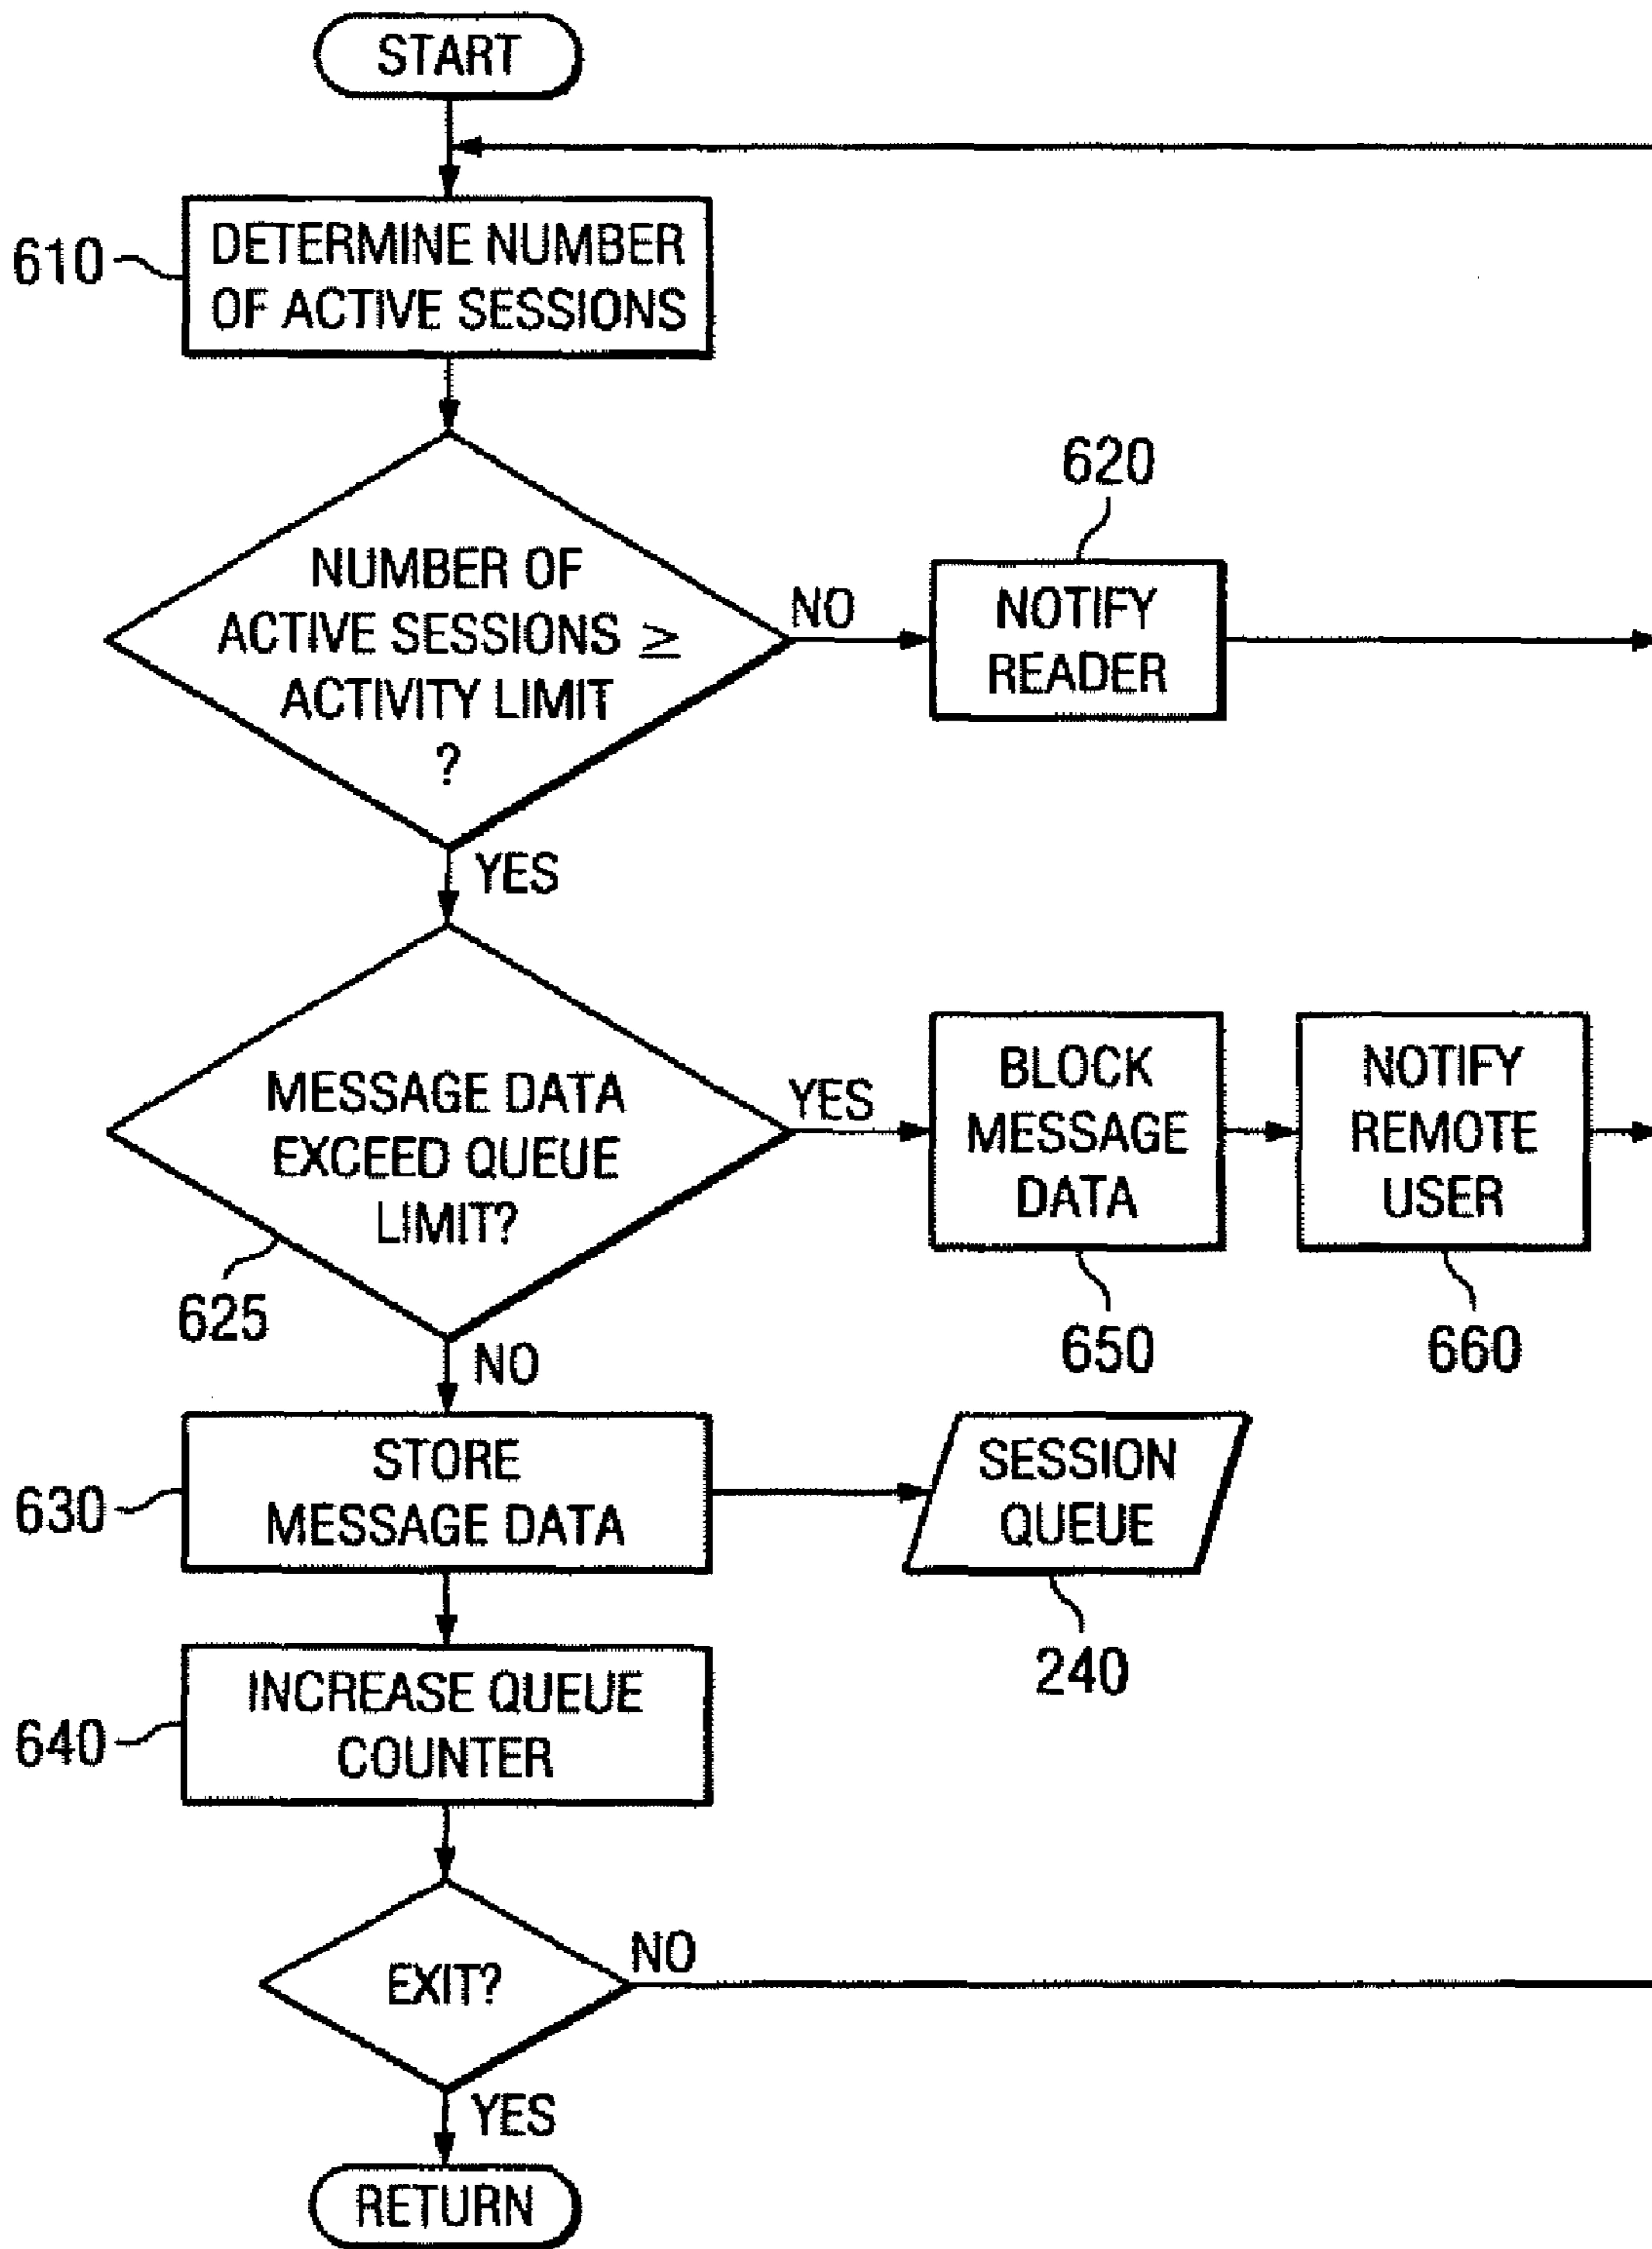 START
610
DETERMINE NUMBER
OF ACTIVE SESSIONS
620
NUMBER OF
ACTIVE SESSIONS ≥
ACTIVITY LIMIT
?
NO
NOTIFY
READER
YES
MESSAGE DATA
EXCEED QUEUE
LIMIT?
625
YES
BLOCK
MESSAGE
DATA
650
NOTIFY
REMOTE
USER
660
NO
630
STORE
MESSAGE DATA
SESSION
QUEUE
240
640
INCREASE QUEUE
COUNTER
EXIT?
NO
YES
RETURN